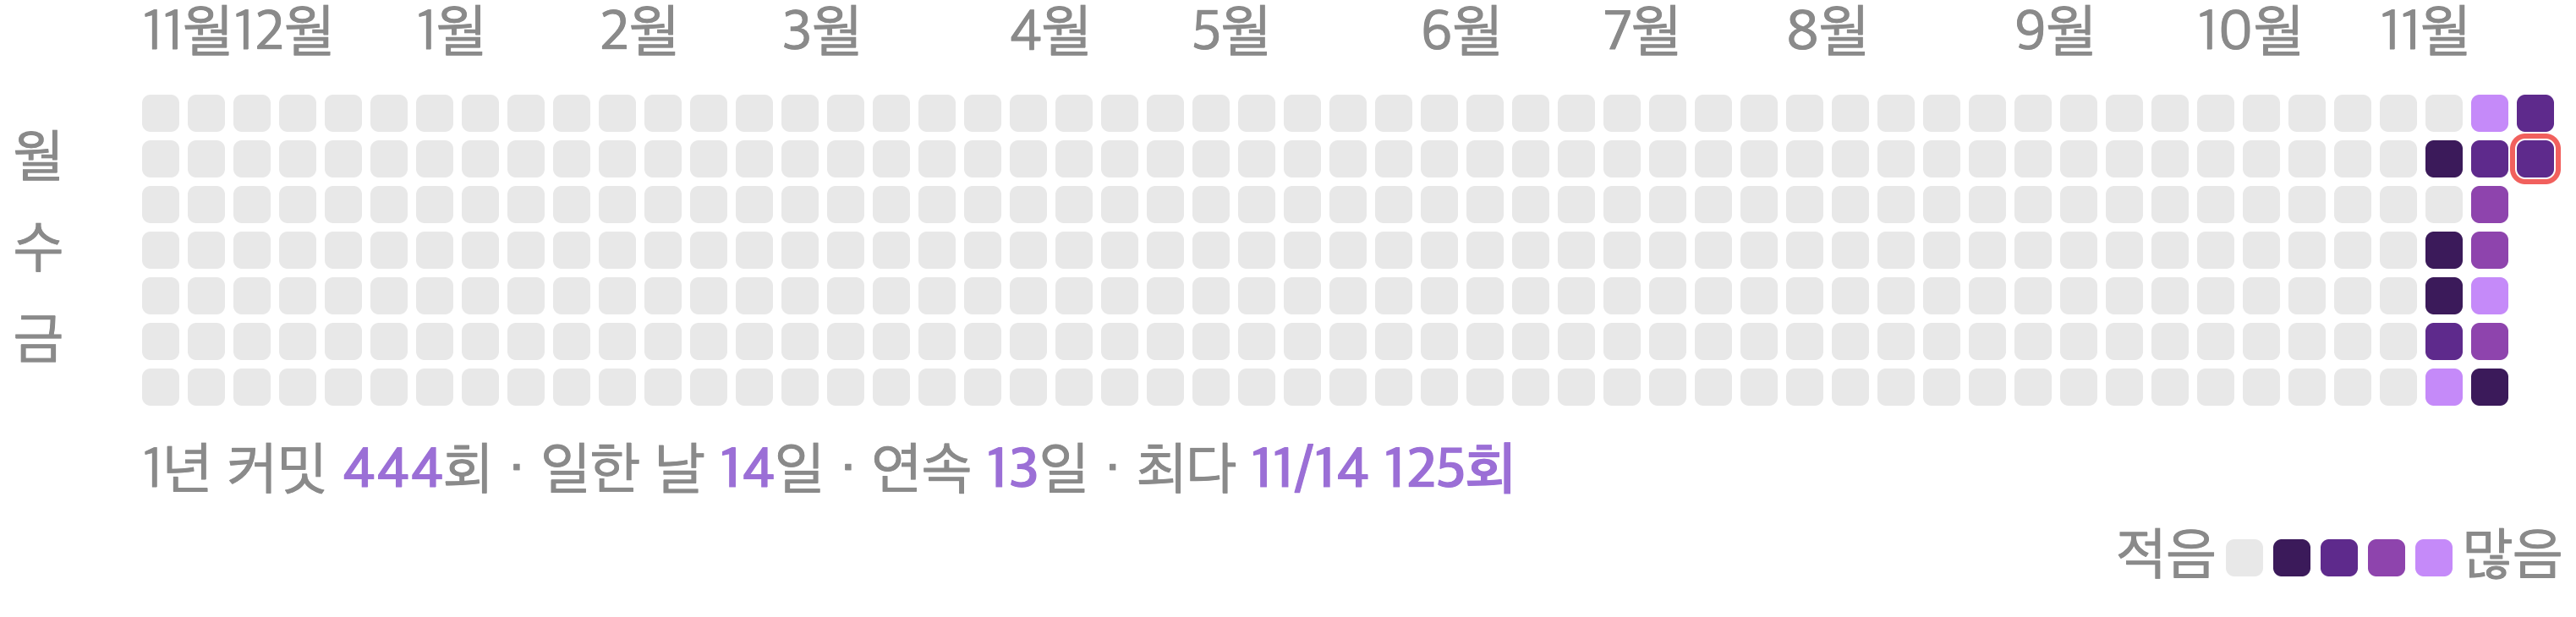 11월 12월 1월 2월 3월 4월 5월 6월 7월 8월 9월 10월 11월
월
수
금
1년 커밋 444회 · 일한 날 14일 · 연속 13일 · 최다 11/14 125회
적음 많음